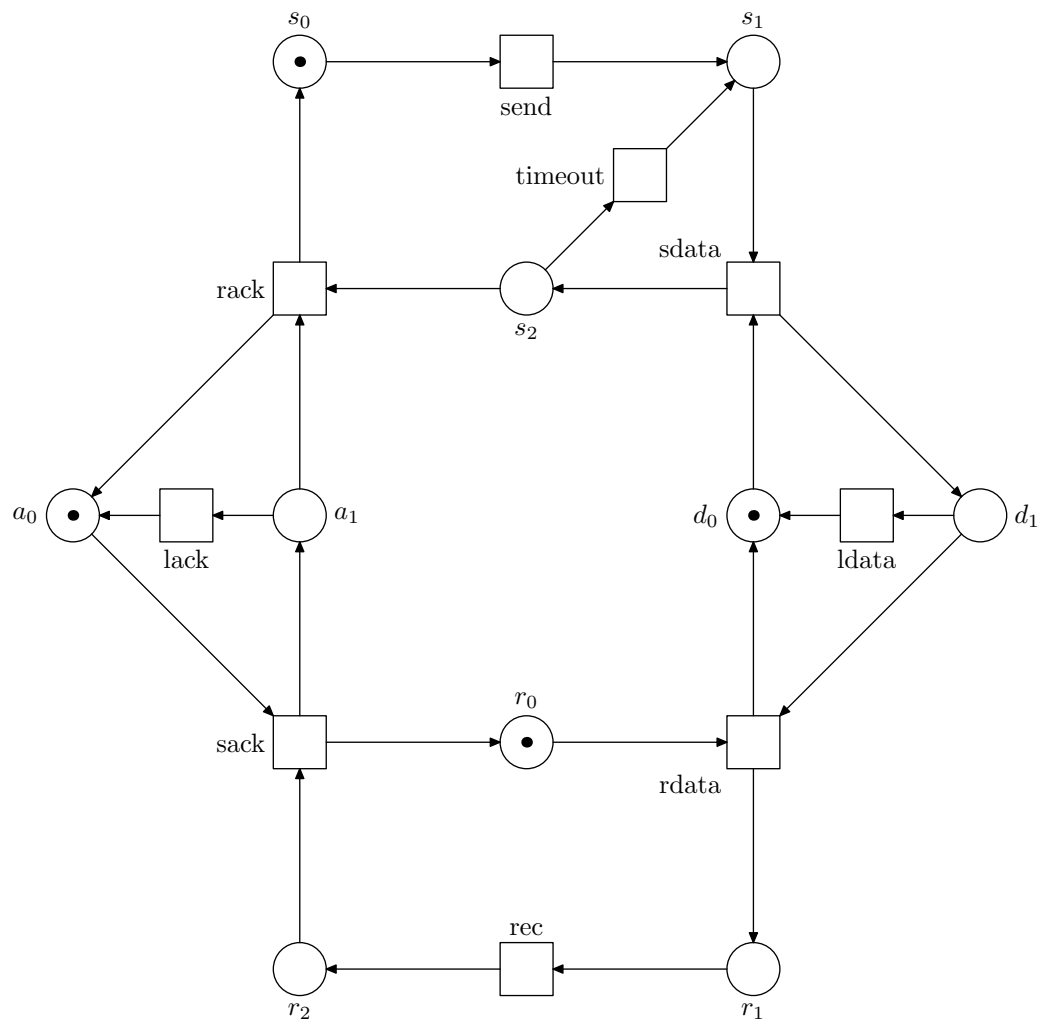 s0
s1
send
timeout
sdata
rack
s2
a0
a1
d0
d1
lack
ldata
r0
sack
rdata
rec
r2
r1